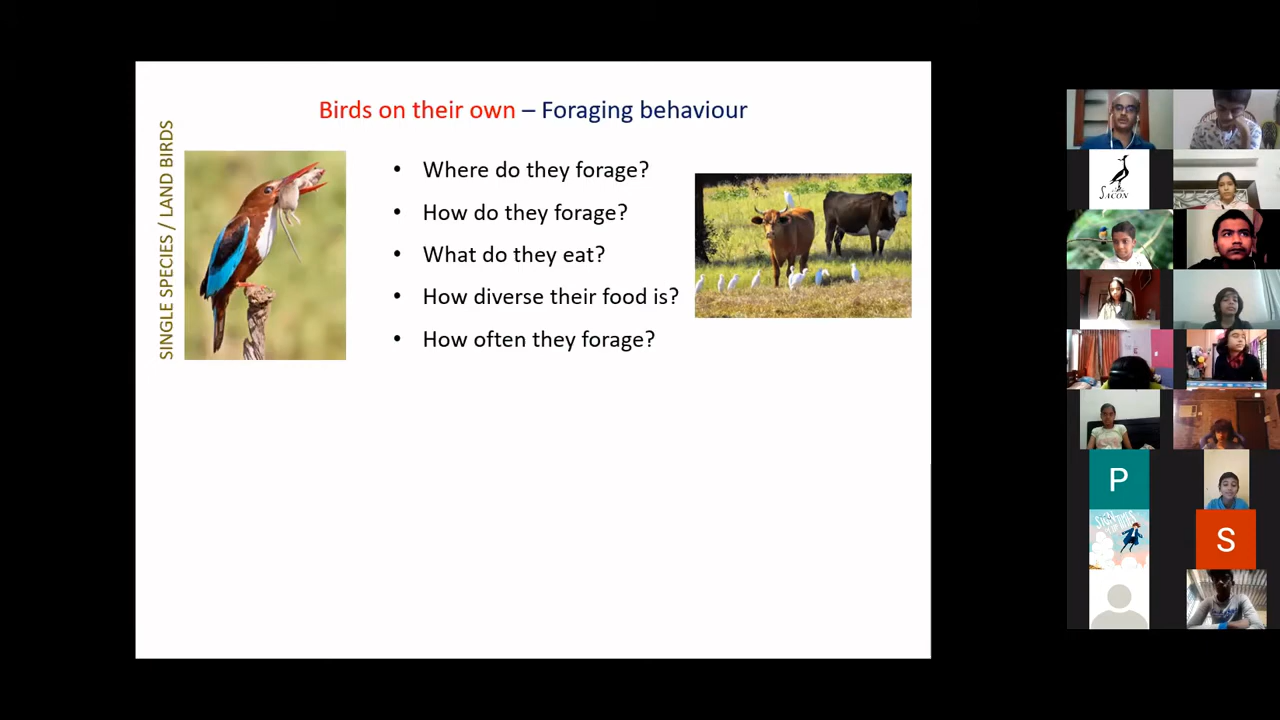 Birds on their own – Foraging behaviour
SINGLE SPECIES / LAND BIRDS
• Where do they forage?
• How do they forage?
• What do they eat?
• How diverse their food is?
• How often they forage?
SACON
P
S